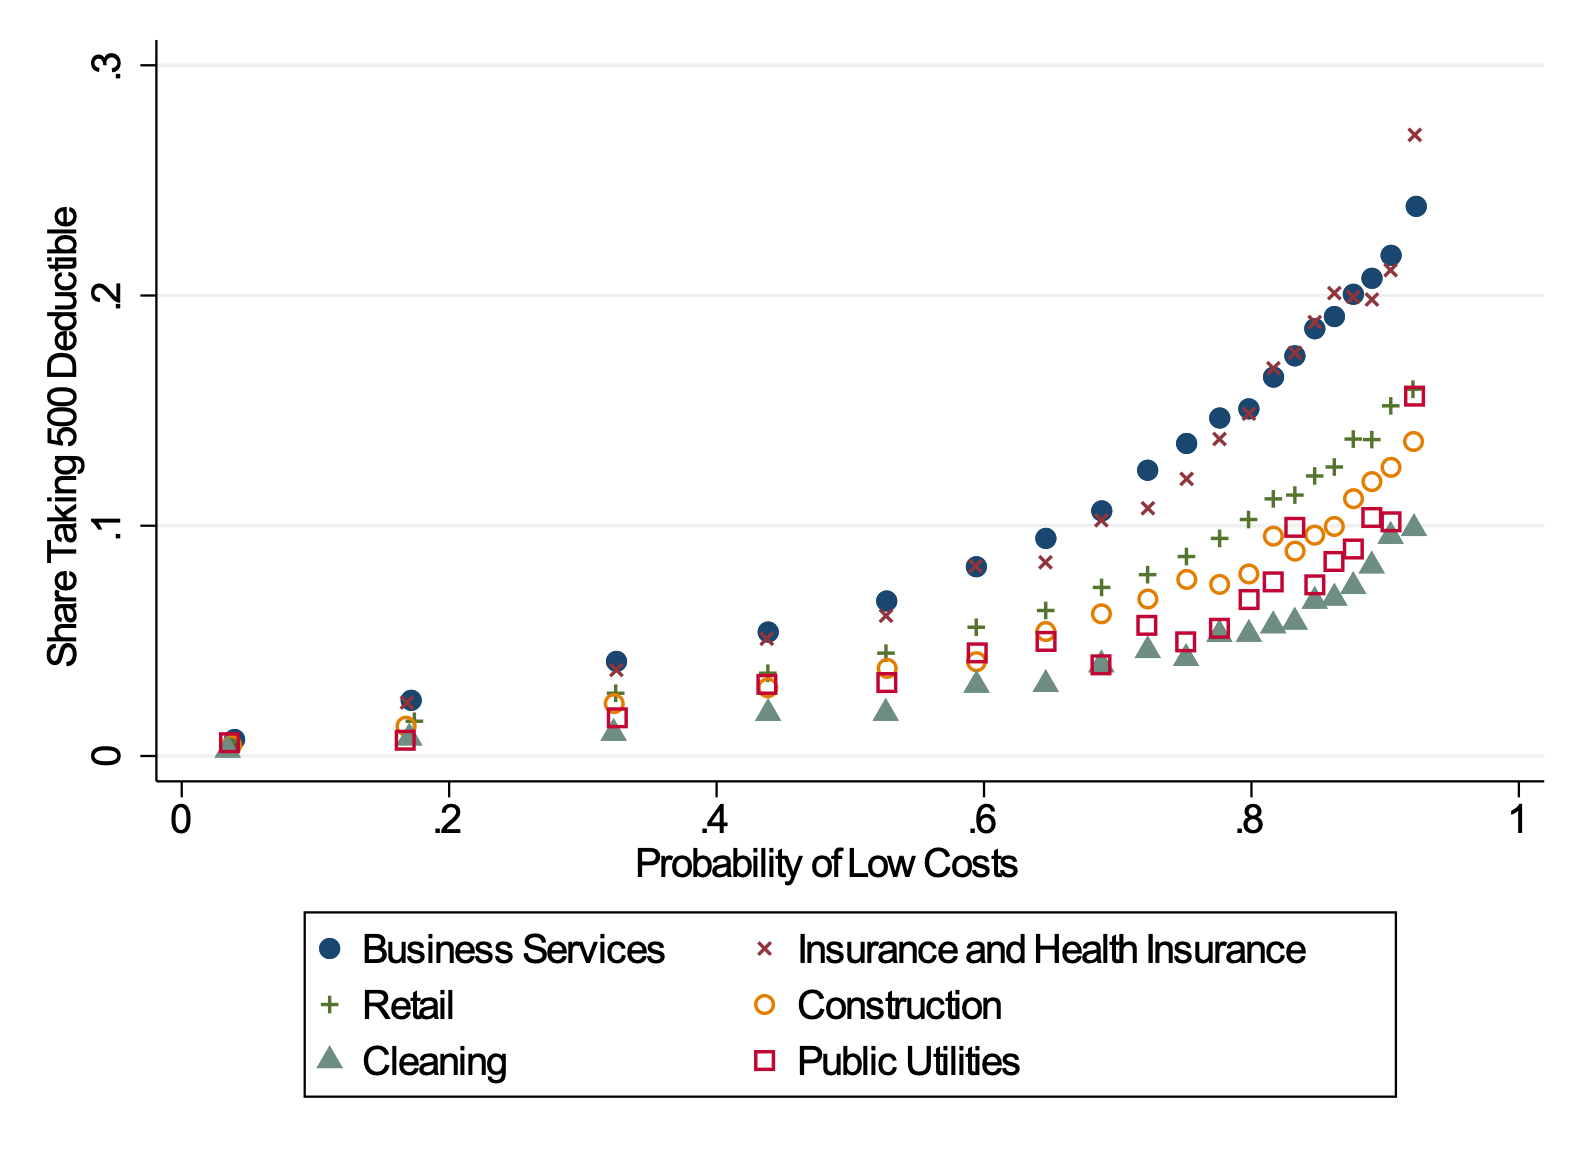 .3
.2
.1
0
Share Taking 500 Deductible
0 .2 .4 .6 .8 1
Probability of Low Costs
Business Services Insurance and Health Insurance
Retail Construction
Cleaning Public Utilities